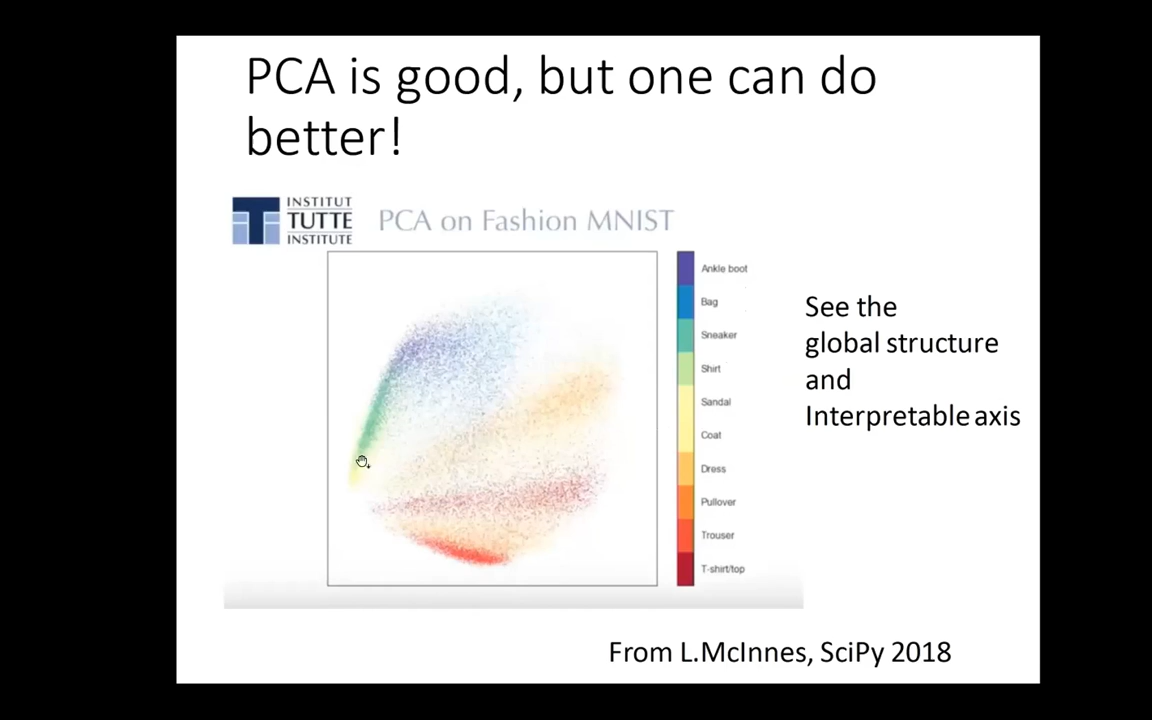 PCA is good, but one can do
better!
INSTITUT
TUTTE
INSTITUTE
PCA on Fashion MNIST
Ankle boot
Bag
Sneaker
Shirt
Sandal
Coat
Dress
Pullover
Trouser
T-shirt/top
See the
global structure
and
Interpretable axis
From L.McInnes, SciPy 2018